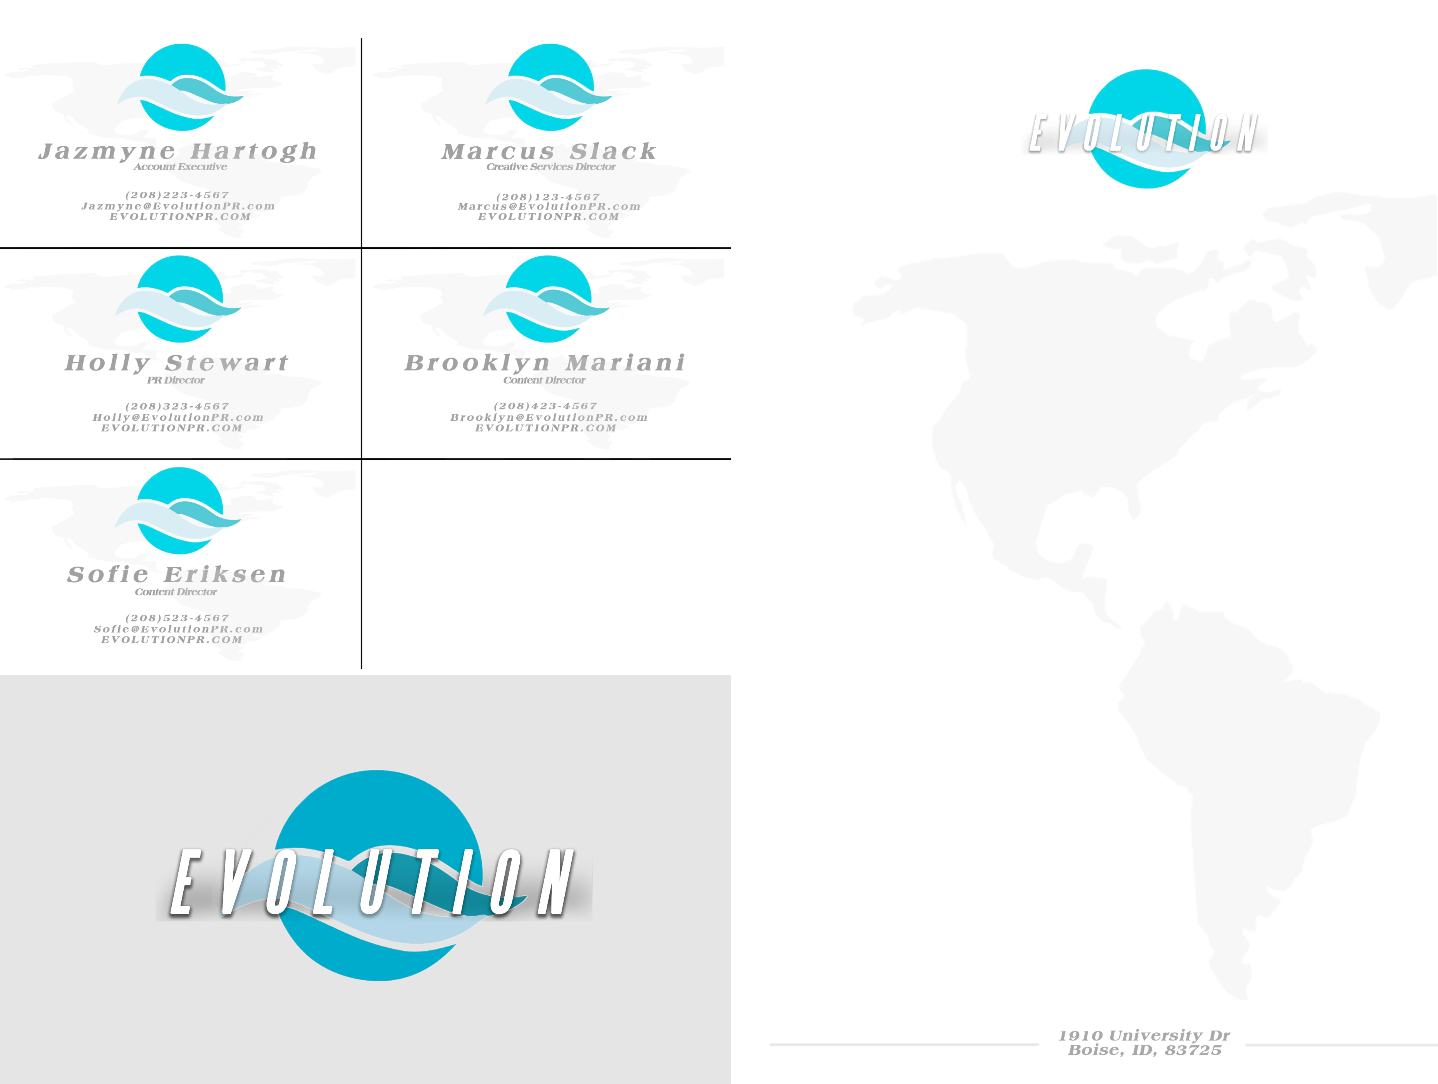 Jazmyne Hartogh
Account Executive
(208)223-4567
Jazmyne@EvolutionPR.com
EVOLUTIONPR.COM
Marcus Slack
Creative Services Director
(208)123-4567
Marcus@EvolutionPR.com
EVOLUTIONPR.COM
Holly Stewart
PR Director
(208)323-4567
Holly@EvolutionPR.com
EVOLUTIONPR.COM
Brooklyn Mariani
Content Director
(208)423-4567
Brooklyn@EvolutionPR.com
EVOLUTIONPR.COM
Sofie Eriksen
Content Director
(208)523-4567
Sofie@EvolutionPR.com
EVOLUTIONPR.COM
EVOLUTION
EVOLUTION
1910 University Dr
Boise, ID, 83725